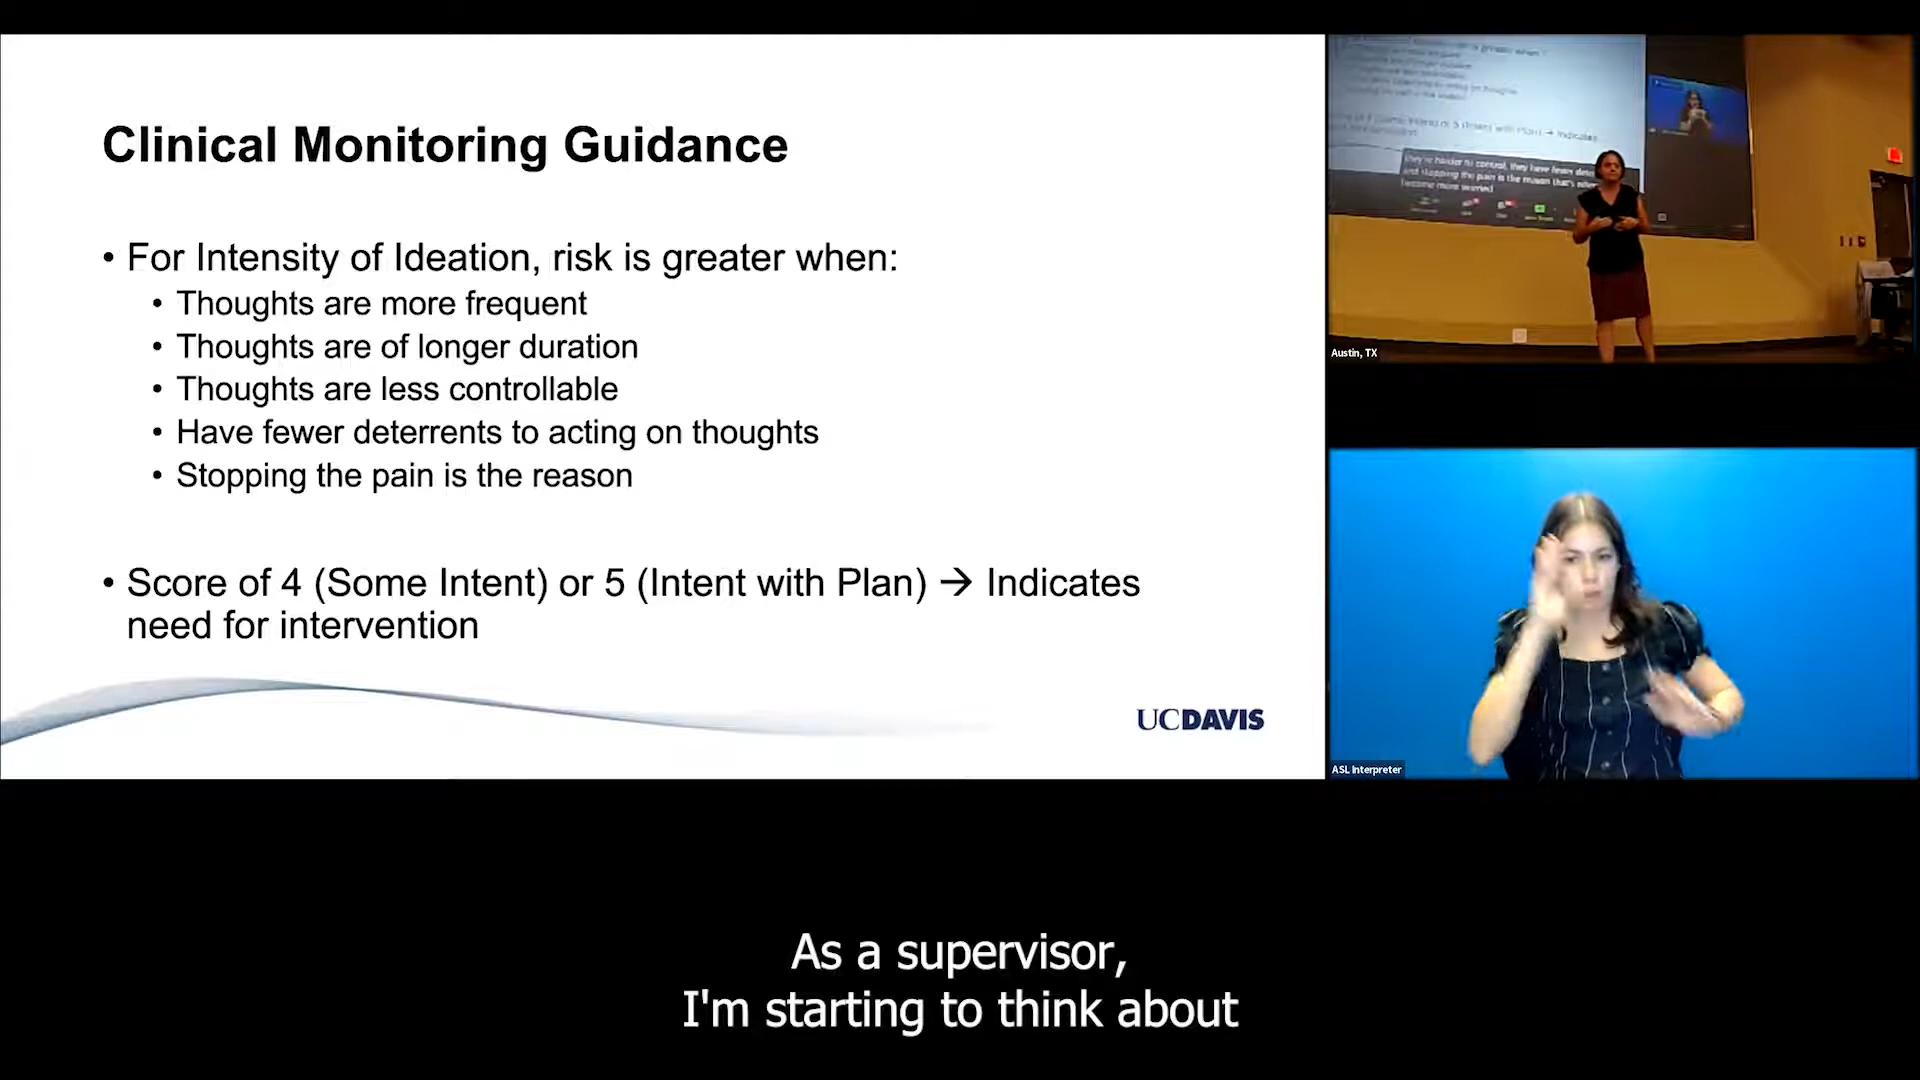 Clinical Monitoring Guidance
• For Intensity of Ideation, risk is greater when:
• Thoughts are more frequent
• Thoughts are of longer duration
• Thoughts are less controllable
• Have fewer deterrents to acting on thoughts
• Stopping the pain is the reason
• Score of 4 (Some Intent) or 5 (Intent with Plan) → Indicates
need for intervention
UCDAVIS
Austin, TX
ASL Interpreter
As a supervisor,
I'm starting to think about